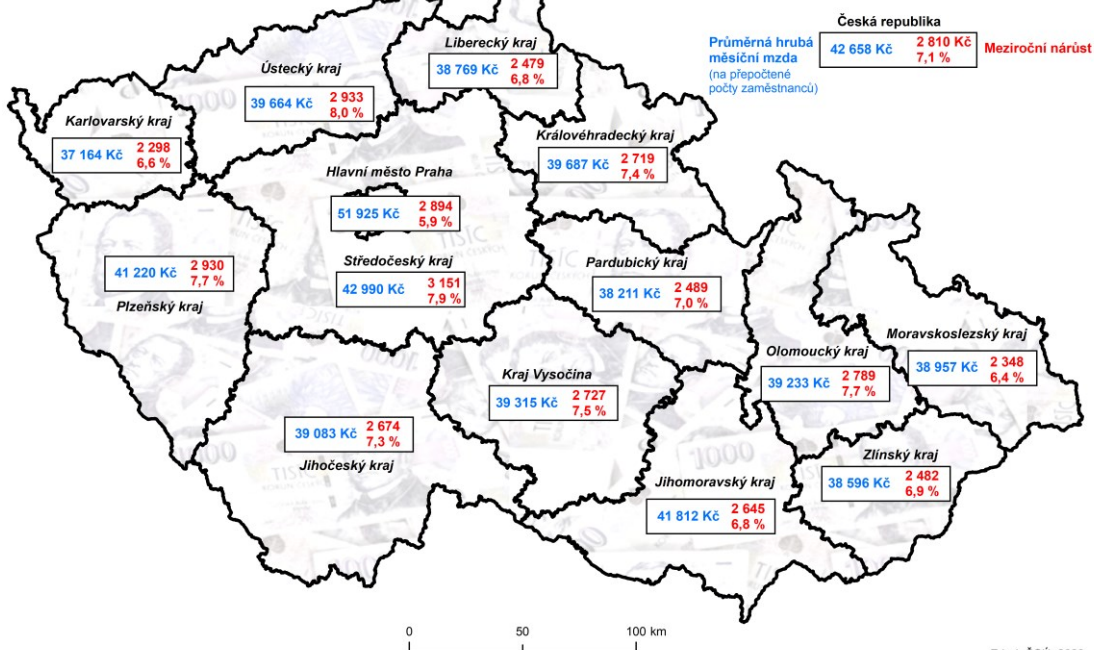 Česká republika
Průměrná hrubá
měsíční mzda
(na přepočtené
počty zaměstnanců)
42 658 Kč
2 810 Kč
7,1 %
Meziroční nárůst
Liberecký kraj
38 769 Kč
2 479
6,8 %
Ústecký kraj
39 664 Kč
2 933
8,0 %
Karlovarský kraj
37 164 Kč
2 298
6,6 %
Královéhradecký kraj
39 687 Kč
2 719
7,4 %
Hlavní město Praha
51 925 Kč
2 894
5,9 %
Středočeský kraj
42 990 Kč
3 151
7,9 %
41 220 Kč
2 930
7,7 %
Plzeňský kraj
Pardubický kraj
38 211 Kč
2 489
7,0 %
Moravskoslezský kraj
38 957 Kč
2 348
6,4 %
Olomoucký kraj
39 233 Kč
2 789
7,7 %
Kraj Vysočina
39 315 Kč
2 727
7,5 %
39 083 Kč
2 674
7,3 %
Jihočeský kraj
Zlínský kraj
38 596 Kč
2 482
6,9 %
Jihomoravský kraj
41 812 Kč
2 645
6,8 %
0
50
100 km